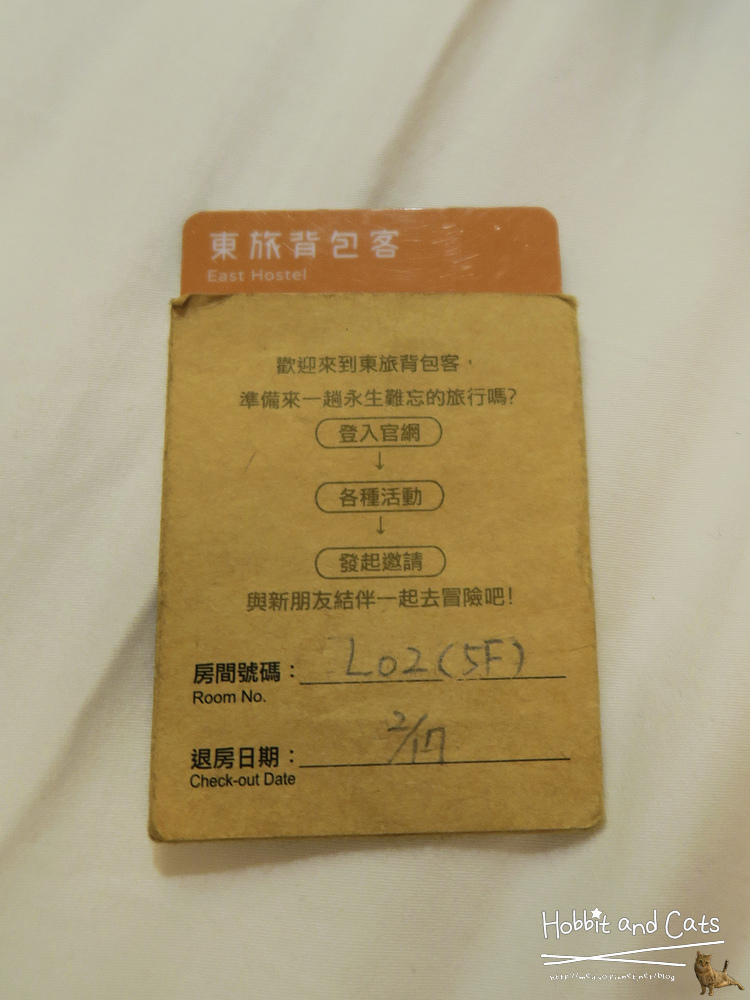 東旅背包客
East Hostel
歡迎來到東旅背包客，
準備來一趟永生難忘的旅行嗎?
登入官網
↓
各種活動
↓
發起邀請
與新朋友結伴一起去冒險吧!
房間號碼：L02(5F)
Room No.
退房日期：2/17
Check-out Date
Hobbit and Cats